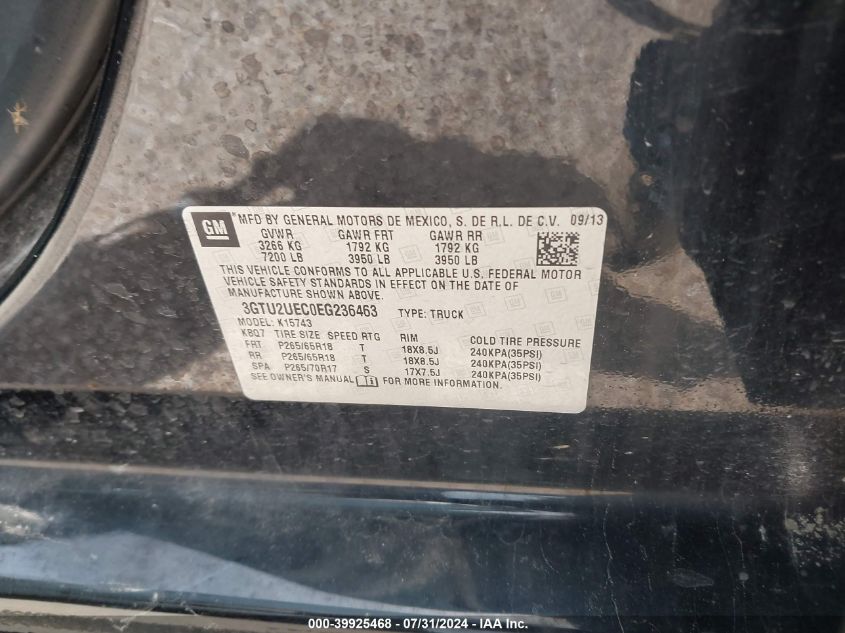 GM MFD BY GENERAL MOTORS DE MEXICO, S. DE R.L. DE C.V. 09/13
GVWR GAWR FRT GAWR RR
3266 KG 1792 KG 1792 KG
7200 LB 3950 LB 3950 LB
THIS VEHICLE CONFORMS TO ALL APPLICABLE U.S. FEDERAL MOTOR
VEHICLE SAFETY STANDARDS IN EFFECT ON THE DATE OF
MANUFACTURE SHOWN ABOVE.
3GTU2UEC0EG236463 TYPE: TRUCK
MODEL: K15743
KBQ7 TIRE SIZE SPEED RTG RIM COLD TIRE PRESSURE
FRT P265/65R18 T 18X8.5J 240KPA(35PSI)
RR P265/65R18 T 18X8.5J 240KPA(35PSI)
SPA P265/70R17 S 17X7.5J 240KPA(35PSI)
SEE OWNER'S MANUAL FOR MORE INFORMATION.
000-39925468 - 07/31/2024 - IAA Inc.